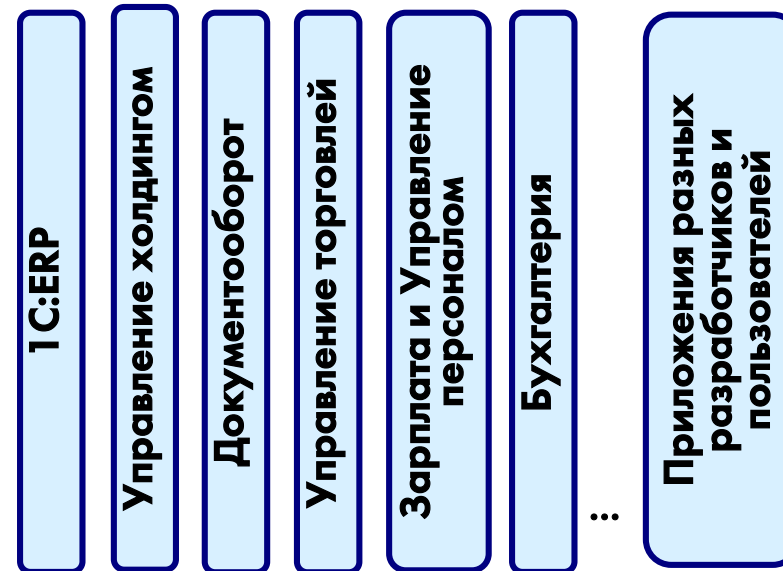 1С:ERP
Управление холдингом
Документооборот
Управление торговлей
Зарплата и Управление
персоналом
Бухгалтерия
...
Приложения разных
разработчиков и
пользователей